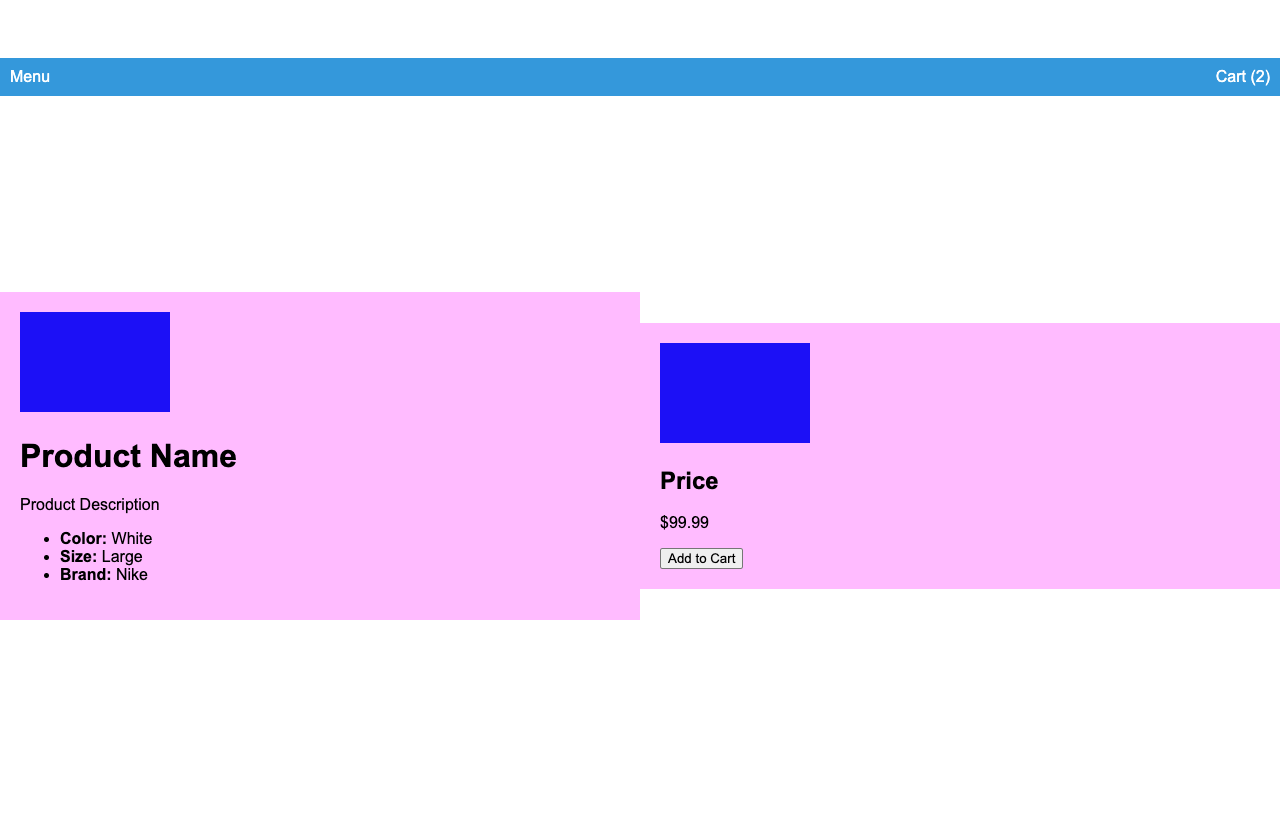 Menu
Cart (2)
Product Name
Product Description
Color: White
Size: Large
Brand: Nike
Price
$99.99
Add to Cart